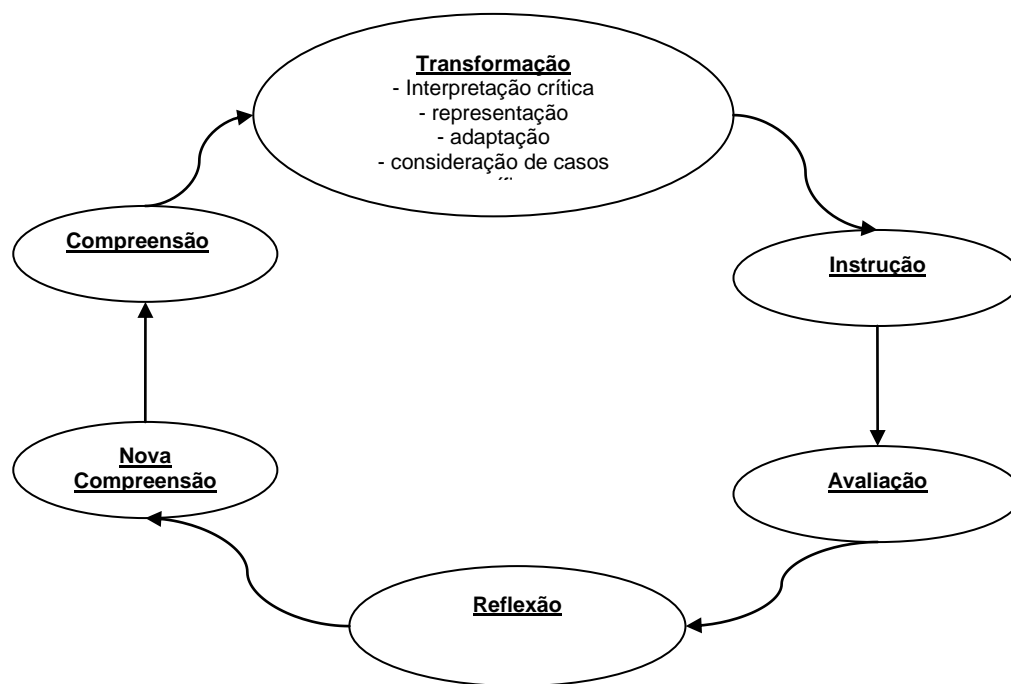 Transformação
- Interpretação crítica
- representação
- adaptação
- consideração de casos
Compreensão
Instrução
Nova
Compreensão
Avaliação
Reflexão